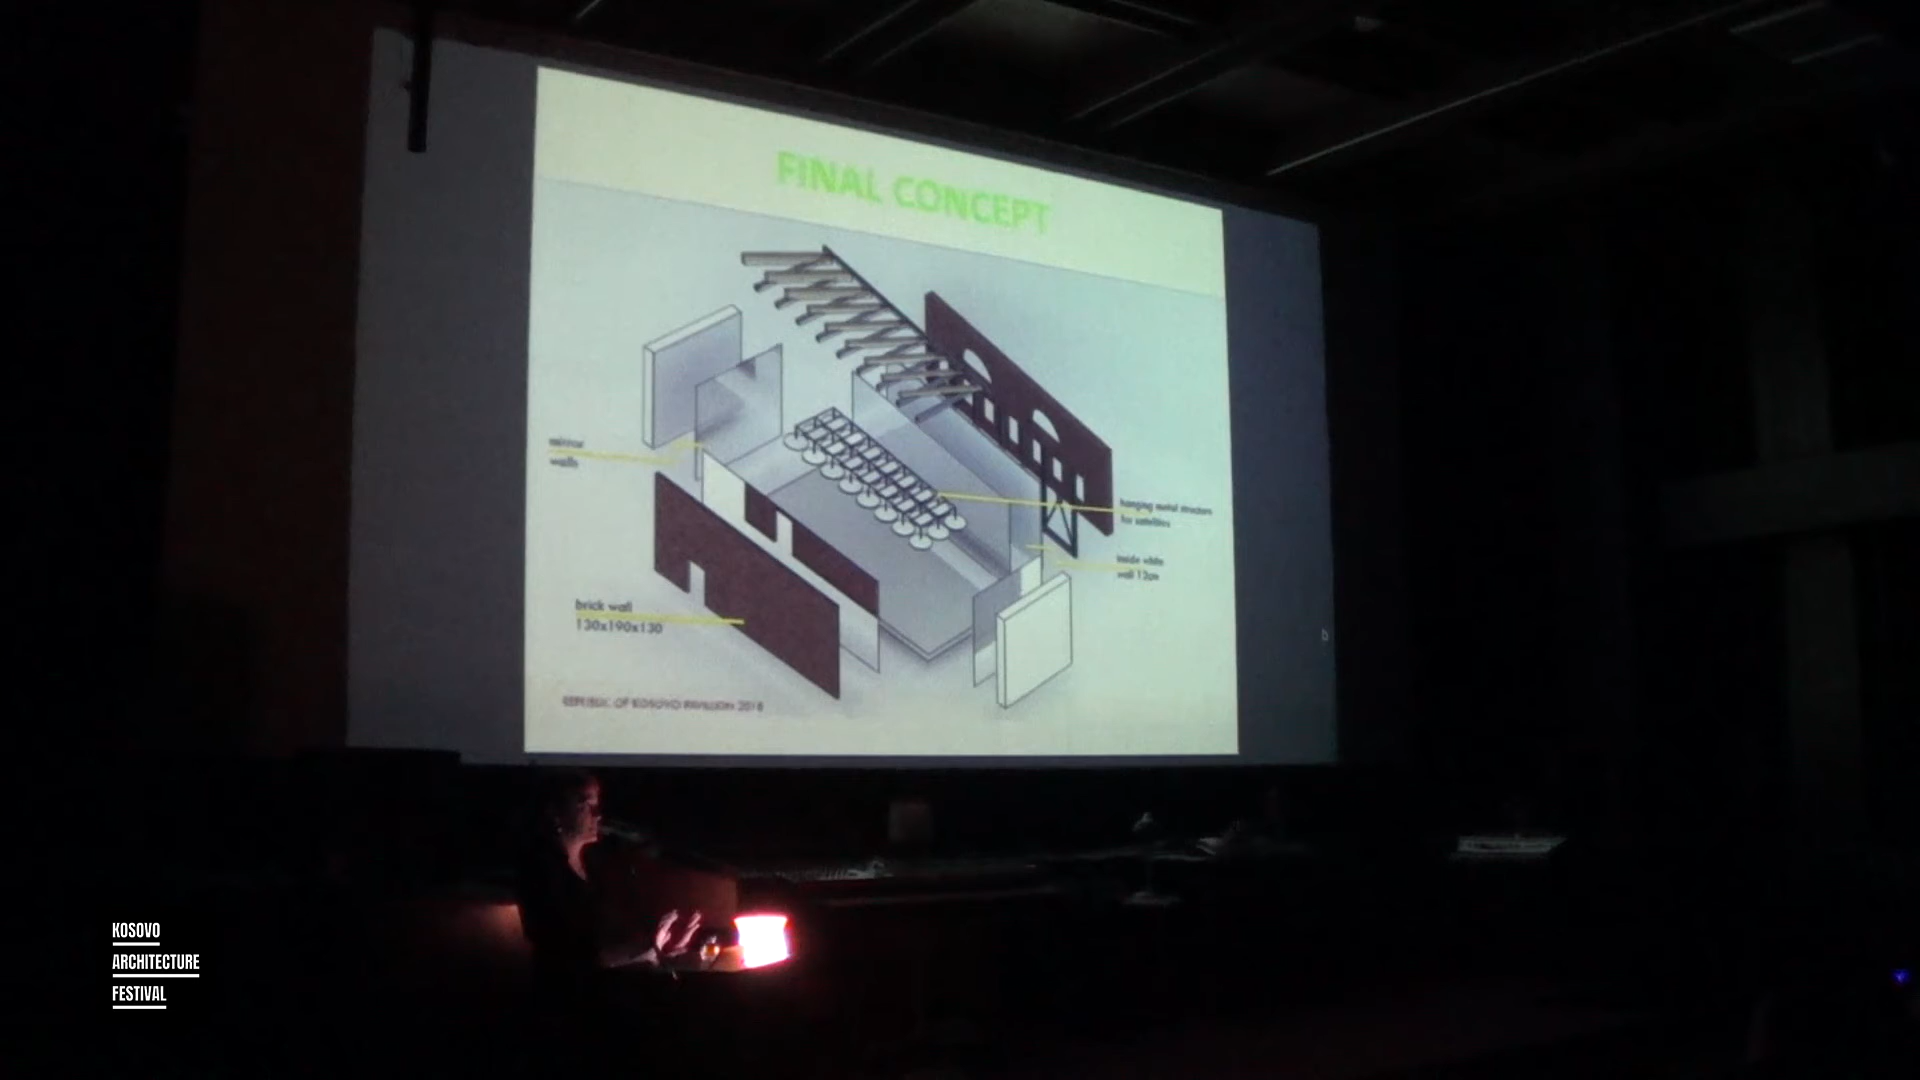 FINAL CONCEPT
mirror
walls
hanging metal structure
for satellites
inside white
wall 12cm
brick wall
130x190x130
REPUBLIC OF KOSOVO PAVILION 2018
KOSOVO
ARCHITECTURE
FESTIVAL